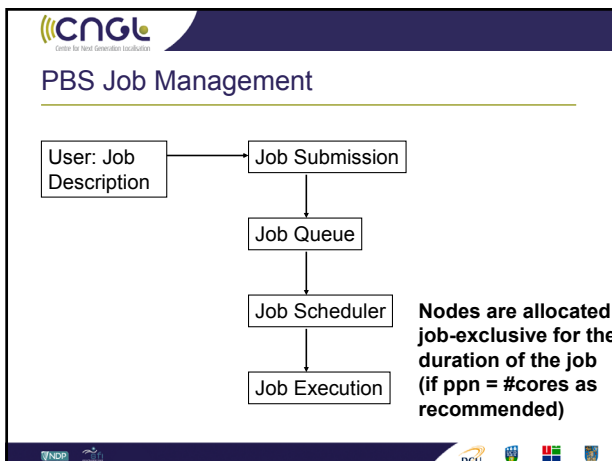 CNGL
Centre for Next Generation Localisation
PBS Job Management
User: Job
Description
Job Submission
Job Queue
Job Scheduler
Job Execution
Nodes are allocated
job-exclusive for the
duration of the job
(if ppn = #cores as
recommended)
NDP
DCU